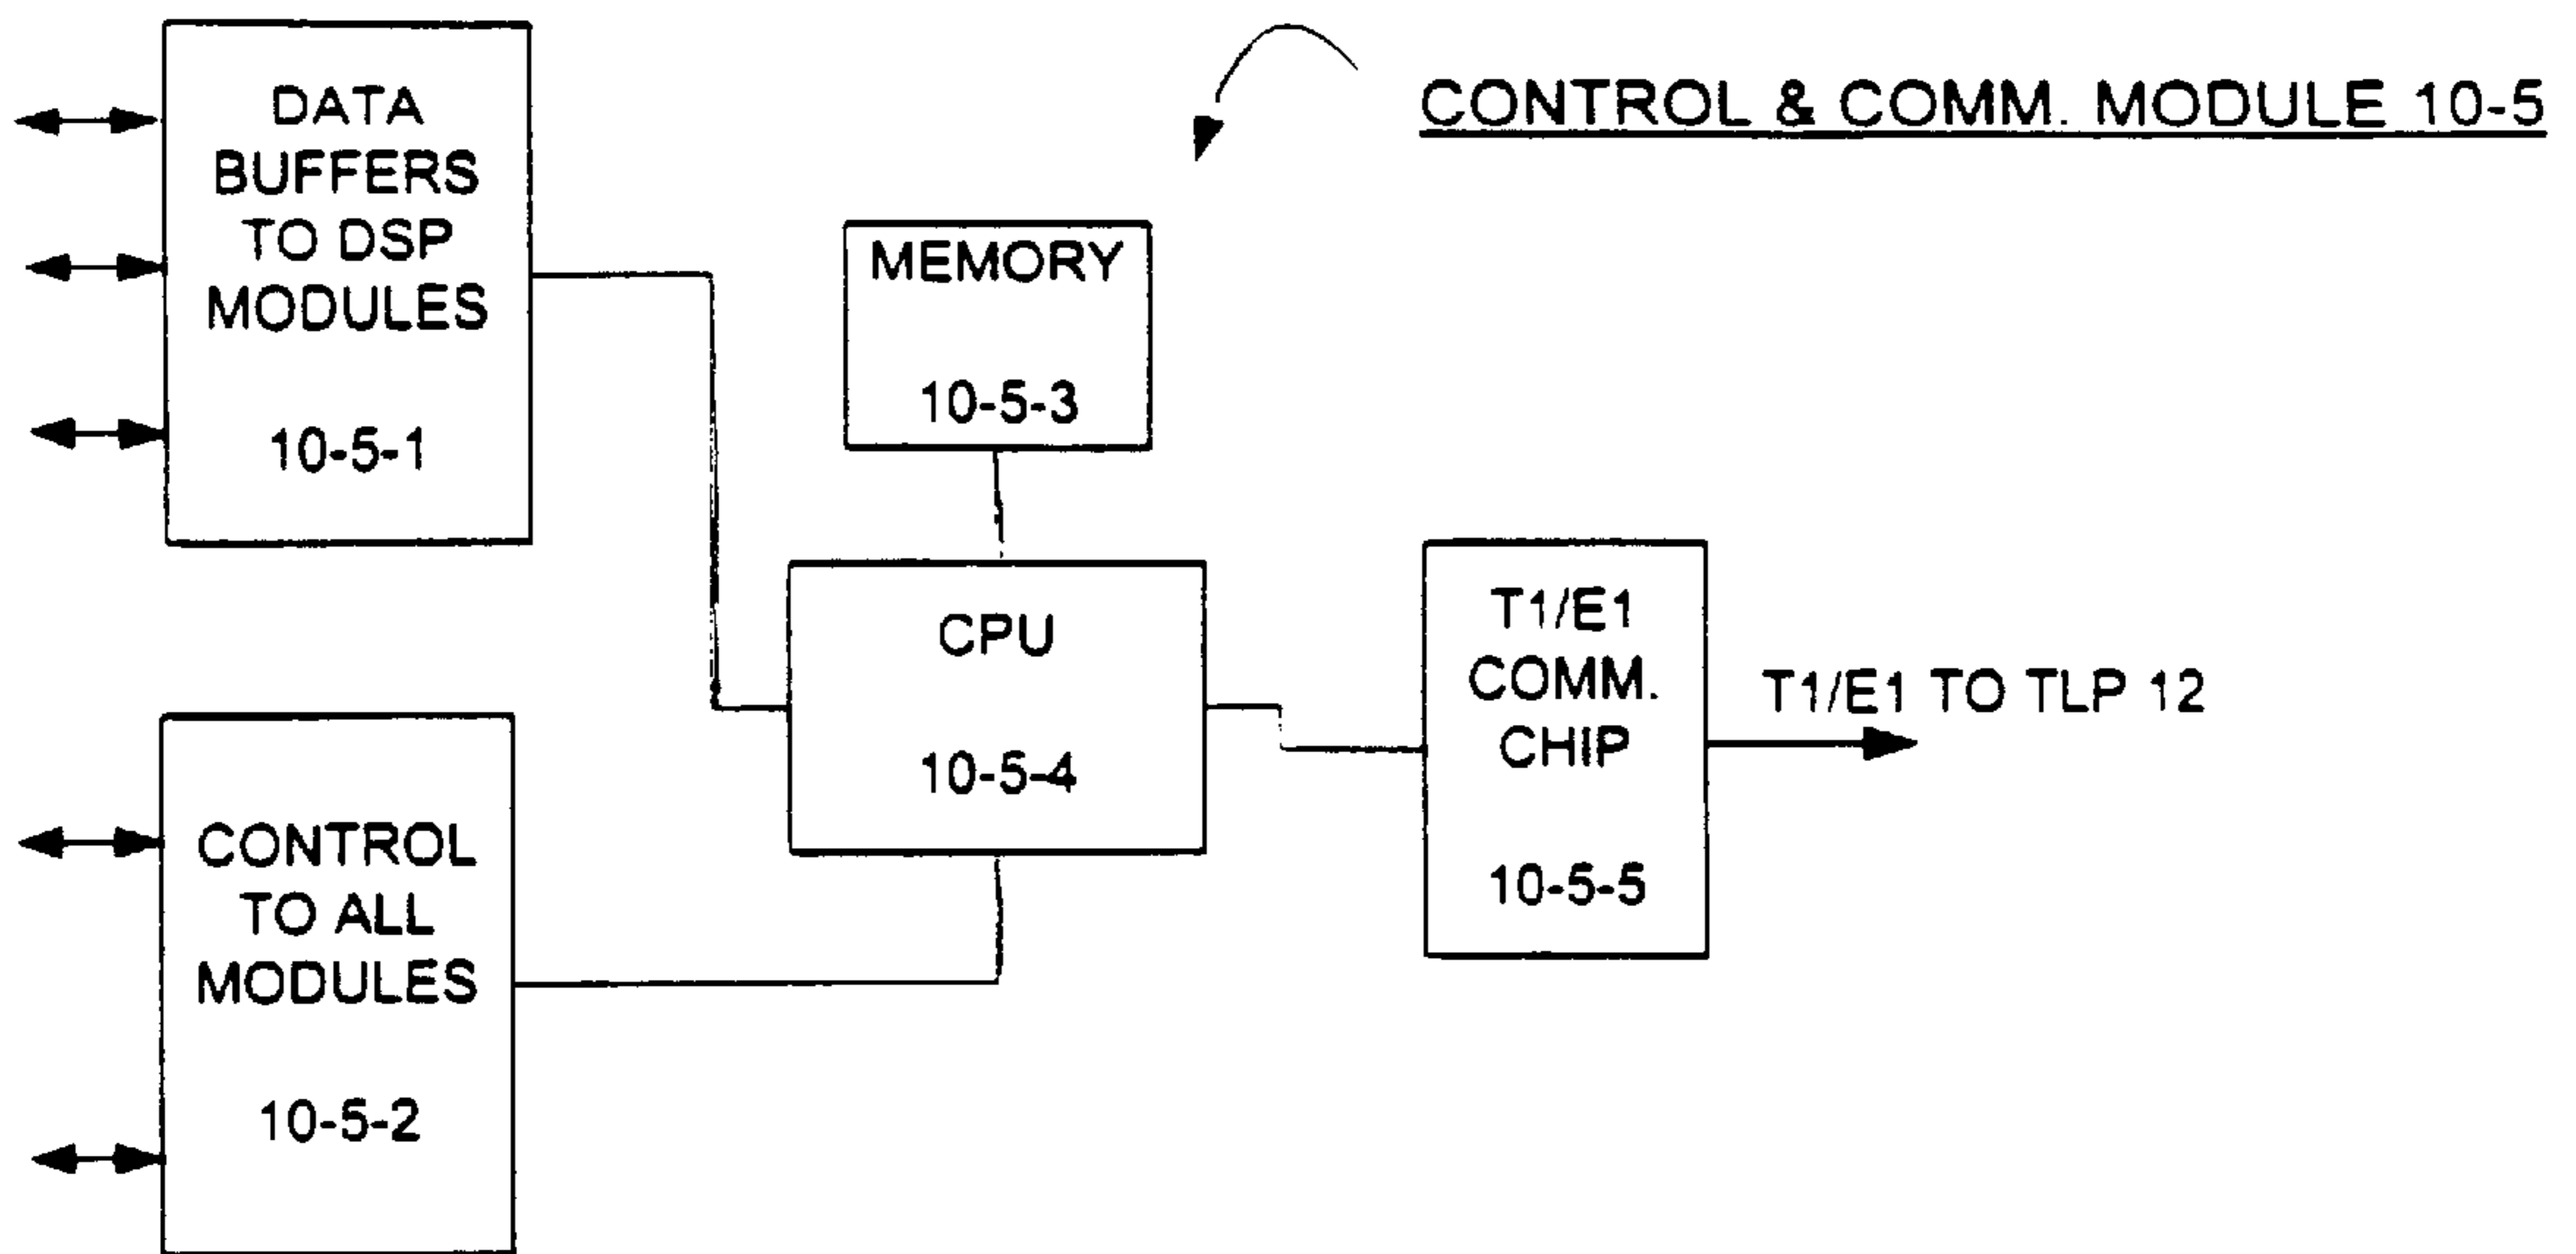 CONTROL & COMM. MODULE 10-5
DATA
BUFFERS
TO DSP
MODULES
10-5-1
MEMORY
10-5-3
CPU
10-5-4
T1/E1
COMM.
CHIP
10-5-5
T1/E1 TO TLP 12
CONTROL
TO ALL
MODULES
10-5-2